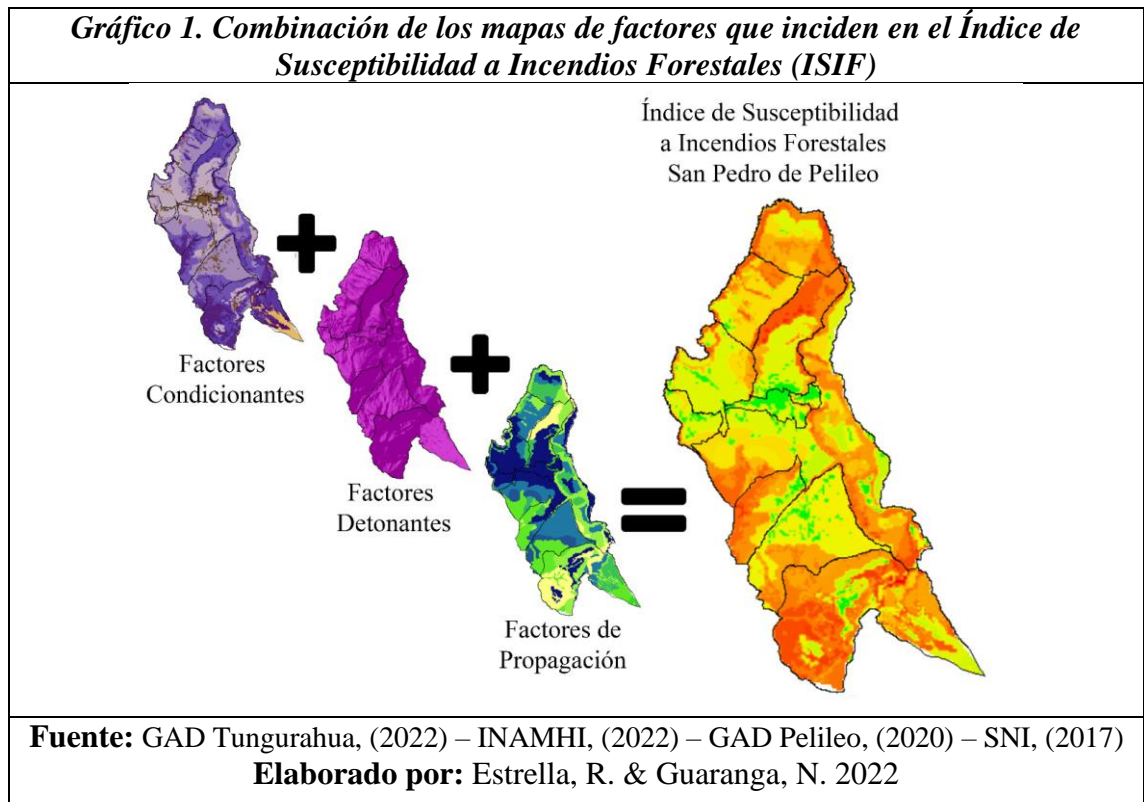 Gráfico 1. Combinación de los mapas de factores que inciden en el Índice de
Susceptibilidad a Incendios Forestales (ISIF)
Índice de Susceptibilidad
a Incendios Forestales
San Pedro de Pelileo
Factores
Condicionantes
Factores
Detonantes
Factores de
Propagación
Fuente: GAD Tungurahua, (2022) – INAMHI, (2022) – GAD Pelileo, (2020) – SNI, (2017)
Elaborado por: Estrella, R. & Guaranga, N. 2022